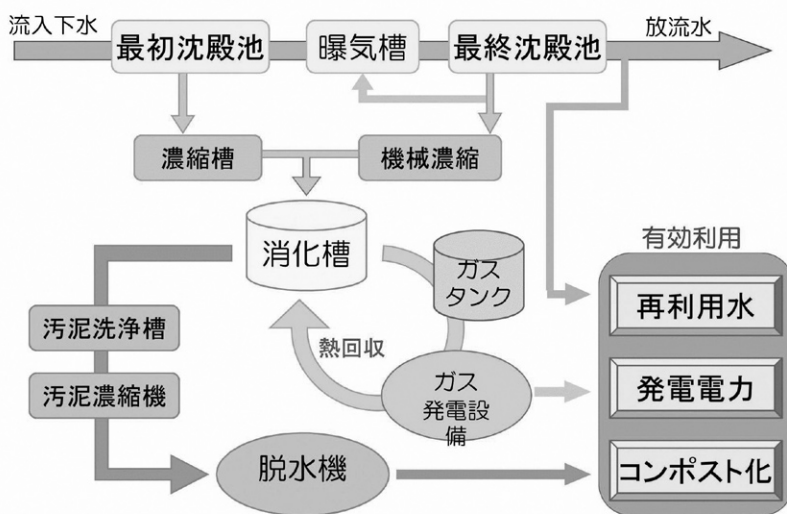 流入下水
最初沈殿池
曝気槽
最終沈殿池
放流水
濃縮槽
機械濃縮
消化槽
ガス
タンク
有効利用
再利用水
汚泥洗浄槽
熱回収
汚泥濃縮機
ガス
発電設
備
発電電力
脱水機
コンポスト化